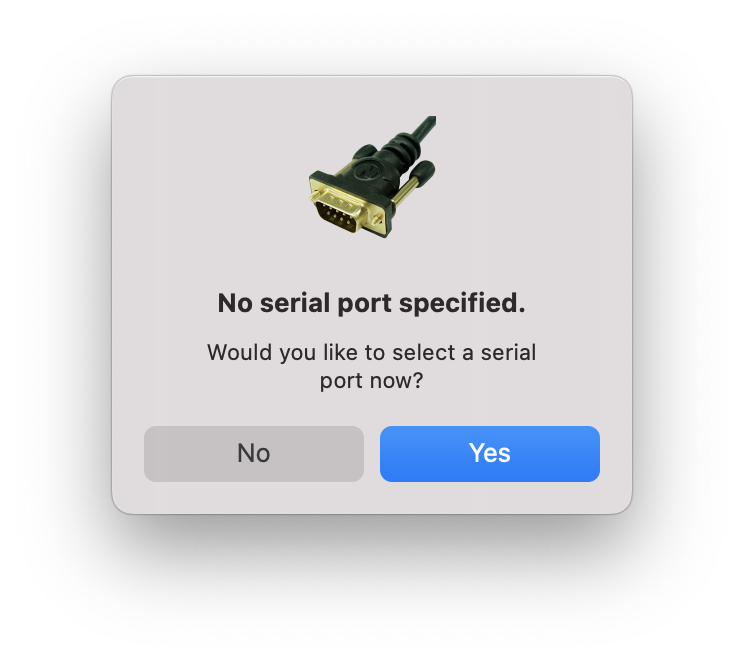 No serial port specified.
Would you like to select a serial
port now?
No
Yes